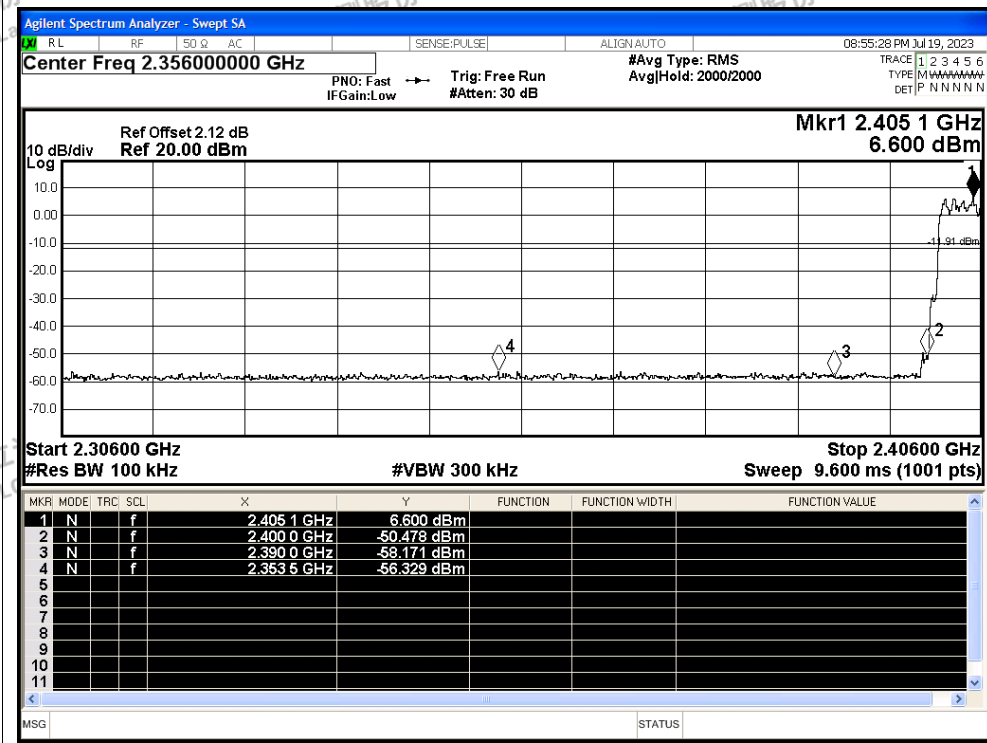 Agilent Spectrum Analyzer - Swept SA
LXI RL RF 50 Ω AC SENSE:PULSE ALIGN AUTO 08:55:28 PM Jul 19, 2023
Center Freq 2.356000000 GHz
PNO: Fast
IFGain:Low
Trig: Free Run
#Atten: 30 dB
#Avg Type: RMS
Avg|Hold: 2000/2000
TRACE 1 2 3 4 5 6
TYPE M WWWWW
DET P N N N N N
Mkr1 2.405 1 GHz
6.600 dBm
Ref Offset 2.12 dB
10 dB/div Ref 20.00 dBm
Log
1
10.0
0.00
-10.0
-11.91 dBm
-20.0
-30.0
-40.0
2
-50.0
4
3
-60.0
-70.0
Start 2.30600 GHz Stop 2.40600 GHz
#Res BW 100 kHz #VBW 300 kHz Sweep 9.600 ms (1001 pts)
MKR MODE TRC SCL X Y FUNCTION FUNCTION WIDTH FUNCTION VALUE
1 N f 2.405 1 GHz 6.600 dBm
2 N f 2.400 0 GHz -50.478 dBm
3 N f 2.390 0 GHz -58.171 dBm
4 N f 2.353 5 GHz -56.329 dBm
5
6
7
8
9
10
11
MSG STATUS